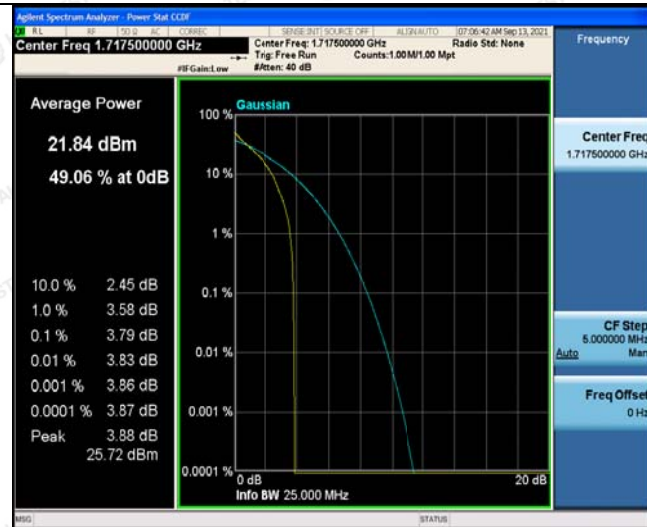 Agilent Spectrum Analyzer - Power Stat CCDF
RL RF 50 Ω AC CORREC SENSE:INT SOURCE OFF ALIGNAUTO 07:06:42 AM Sep 13, 2021
Center Freq 1.717500000 GHz
Center Freq: 1.717500000 GHz Radio Std: None
Trig: Free Run Counts:1.00 M/1.00 Mpt
#IFGain:Low #Atten: 40 dB
Frequency
Average Power
21.84 dBm
49.06 % at 0dB
10.0 % 2.45 dB
1.0 % 3.58 dB
0.1 % 3.79 dB
0.01 % 3.83 dB
0.001 % 3.86 dB
0.0001 % 3.87 dB
Peak 3.88 dB
25.72 dBm
Gaussian
100 %
10 %
1 %
0.1 %
0.01 %
0.001 %
0.0001 %
0 dB 20 dB
Info BW 25.000 MHz
Center Freq
1.717500000 GHz
CF Step
5.000000 MHz
Auto Man
Freq Offset
0 Hz
MSG STATUS